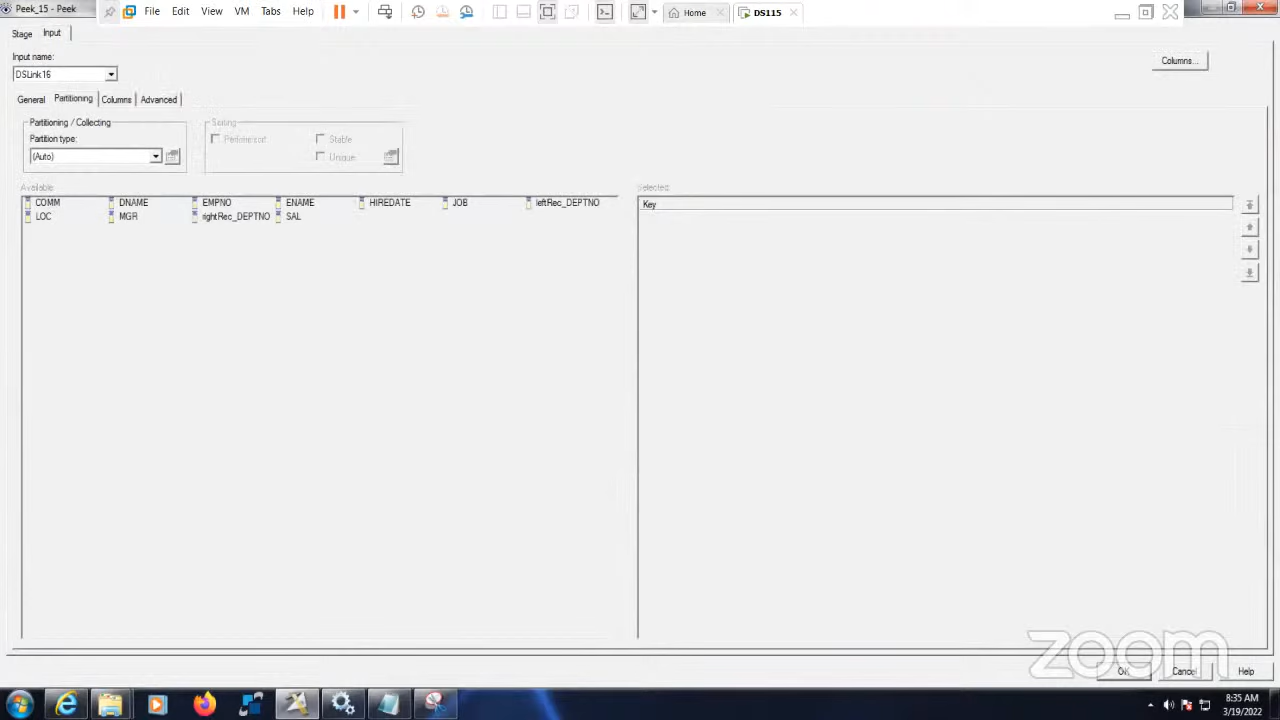 Peek_15 - Peek
File Edit View VM Tabs Help
Home
DS115
Stage Input
Input name:
DSLink16
Columns...
General Partitioning Columns Advanced
Partitioning / Collecting
Sorting
Partition type:
Perform sort
Stable
(Auto)
Unique
Available
Selected
COMM DNAME EMPNO ENAME HIREDATE JOB leftRec_DEPTNO
Key
LOC MGR rightRec_DEPTNO SAL
zoom
OK Cancel Help
8:35 AM
3/19/2022